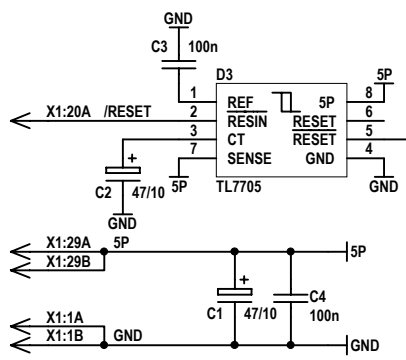 GND
C3 100n
D3
5P
1 REF 5P 8
X1:20A /RESET 2 RESIN RESET 6
3 CT RESET 5
7 SENSE GND 4
5P TL7705 GND
C2 47/10
+
GND
X1:29A 5P
X1:29B
5P
+
C1 47/10
C4 100n
X1:1A
X1:1B GND
GND